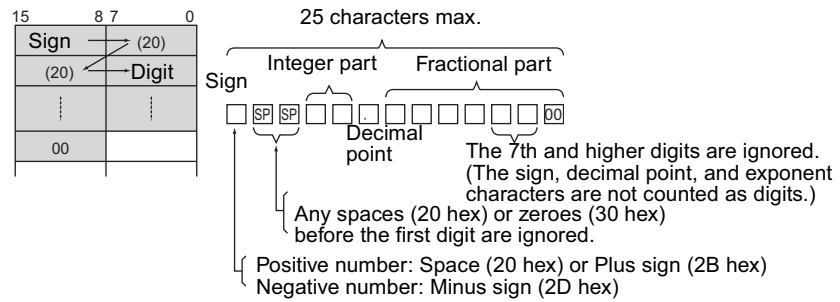 15 8 7 0
Sign (20)
(20) Digit
00
25 characters max.
Integer part Fractional part
Sign
SP SP . 00
Decimal
point
The 7th and higher digits are ignored.
(The sign, decimal point, and exponent
characters are not counted as digits.)
Any spaces (20 hex) or zeroes (30 hex)
before the first digit are ignored.
Positive number: Space (20 hex) or Plus sign (2B hex)
Negative number: Minus sign (2D hex)